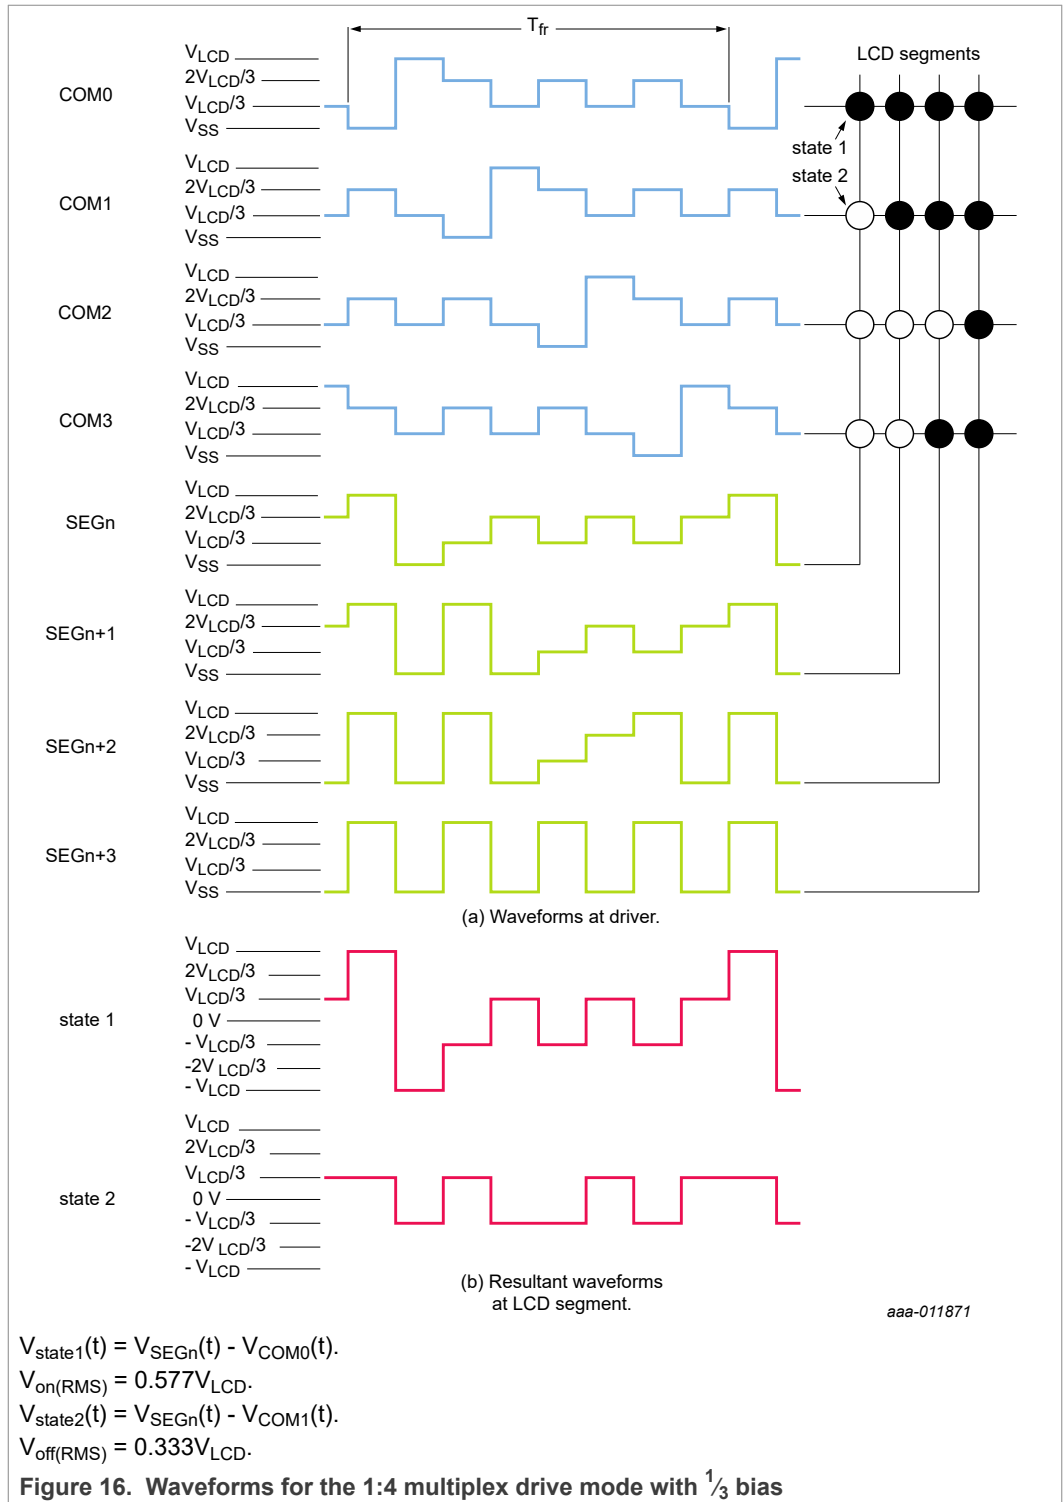 T_fr
LCD segments
COM0
V_LCD
2V_LCD/3
V_LCD/3
V_SS
state 1
state 2
COM1
V_LCD
2V_LCD/3
V_LCD/3
V_SS
COM2
V_LCD
2V_LCD/3
V_LCD/3
V_SS
COM3
V_LCD
2V_LCD/3
V_LCD/3
V_SS
SEGn
V_LCD
2V_LCD/3
V_LCD/3
V_SS
SEGn+1
V_LCD
2V_LCD/3
V_LCD/3
V_SS
SEGn+2
V_LCD
2V_LCD/3
V_LCD/3
V_SS
SEGn+3
V_LCD
2V_LCD/3
V_LCD/3
V_SS
(a) Waveforms at driver.
state 1
V_LCD
2V_LCD/3
V_LCD/3
0 V
- V_LCD/3
-2V_LCD/3
- V_LCD
state 2
V_LCD
2V_LCD/3
V_LCD/3
0 V
- V_LCD/3
-2V_LCD/3
- V_LCD
(b) Resultant waveforms
at LCD segment.
aaa-011871
V_state1(t) = V_SEGn(t) - V_COM0(t).
V_on(RMS) = 0.577V_LCD.
V_state2(t) = V_SEGn(t) - V_COM1(t).
V_off(RMS) = 0.333V_LCD.
Figure 16. Waveforms for the 1:4 multiplex drive mode with 1/3 bias